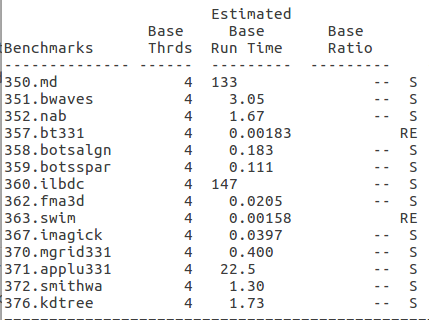 Estimated
Base Base Base
Benchmarks Thrds Run Time Ratio
-------------- ------ --------- ---------
350.md 4 133 -- S
351.bwaves 4 3.05 -- S
352.nab 4 1.67 -- S
357.bt331 4 0.00183 RE
358.botsalgn 4 0.183 -- S
359.botsspar 4 0.111 -- S
360.ilbdc 4 147 -- S
362.fma3d 4 0.0205 -- S
363.swim 4 0.00158 RE
367.imagick 4 0.0397 -- S
370.mgrid331 4 0.400 -- S
371.applu331 4 22.5 -- S
372.smithwa 4 1.30 -- S
376.kdtree 4 1.73 -- S